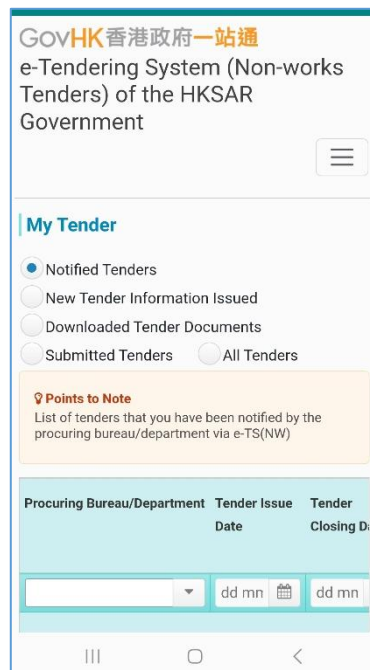 GovHK香港政府一站通
e-Tendering System (Non-works
Tenders) of the HKSAR
Government
My Tender
Notified Tenders
New Tender Information Issued
Downloaded Tender Documents
Submitted Tenders All Tenders
Points to Note
List of tenders that you have been notified by the
procuring bureau/department via e-TS(NW)
Procuring Bureau/Department Tender Issue Tender
Date Closing Da
dd mn dd mn